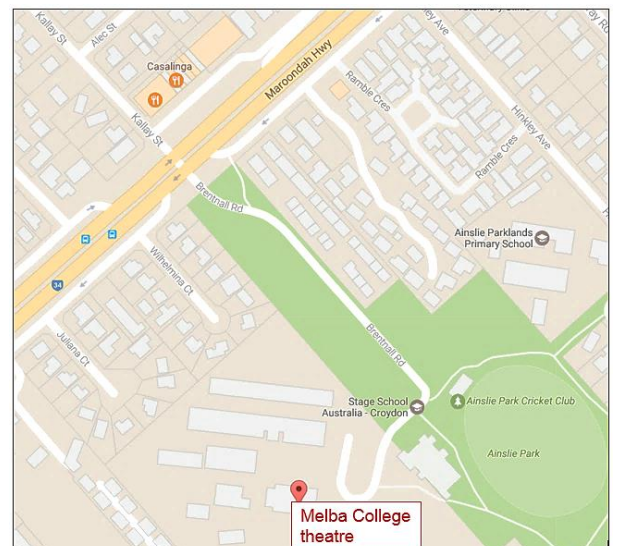 Kallay St
Alec St
Casalinga
Maroondah Hwy
Kallay St
Ramble Cres
Hinkley Ave
Ramble Cres
Brentnall Rd
Ainslie Parklands
Primary School
Wilhelmina Ct
34
Juliana Ct
Brentnall Rd
Stage School
Australia - Croydon
Ainslie Park Cricket Club
Ainslie Park
Melba College
theatre